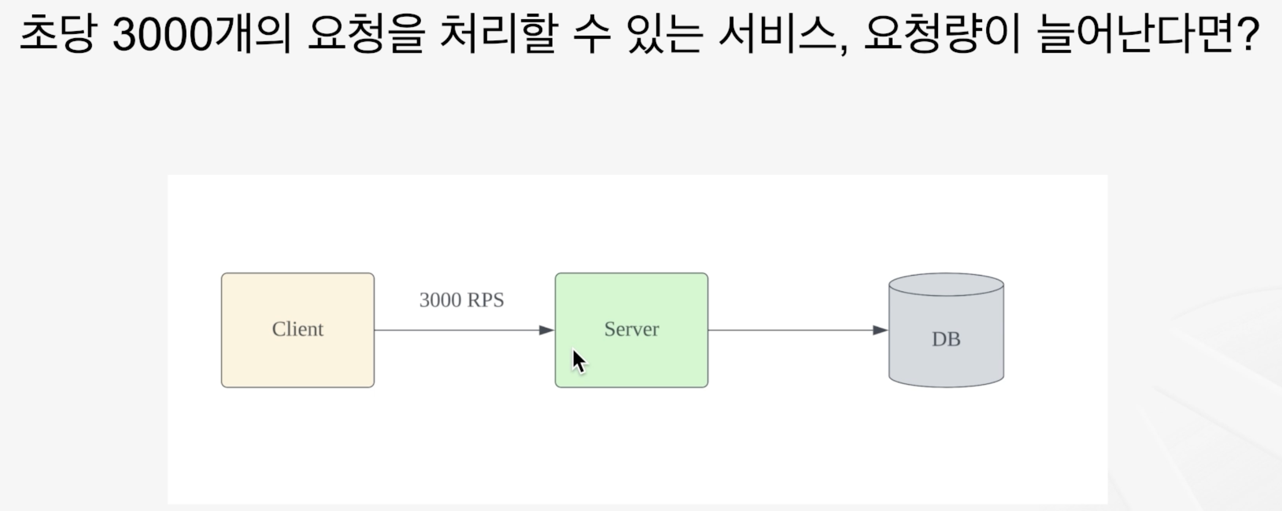 초당 3000개의 요청을 처리할 수 있는 서비스, 요청량이 늘어난다면?
3000 RPS
Client
Server
DB